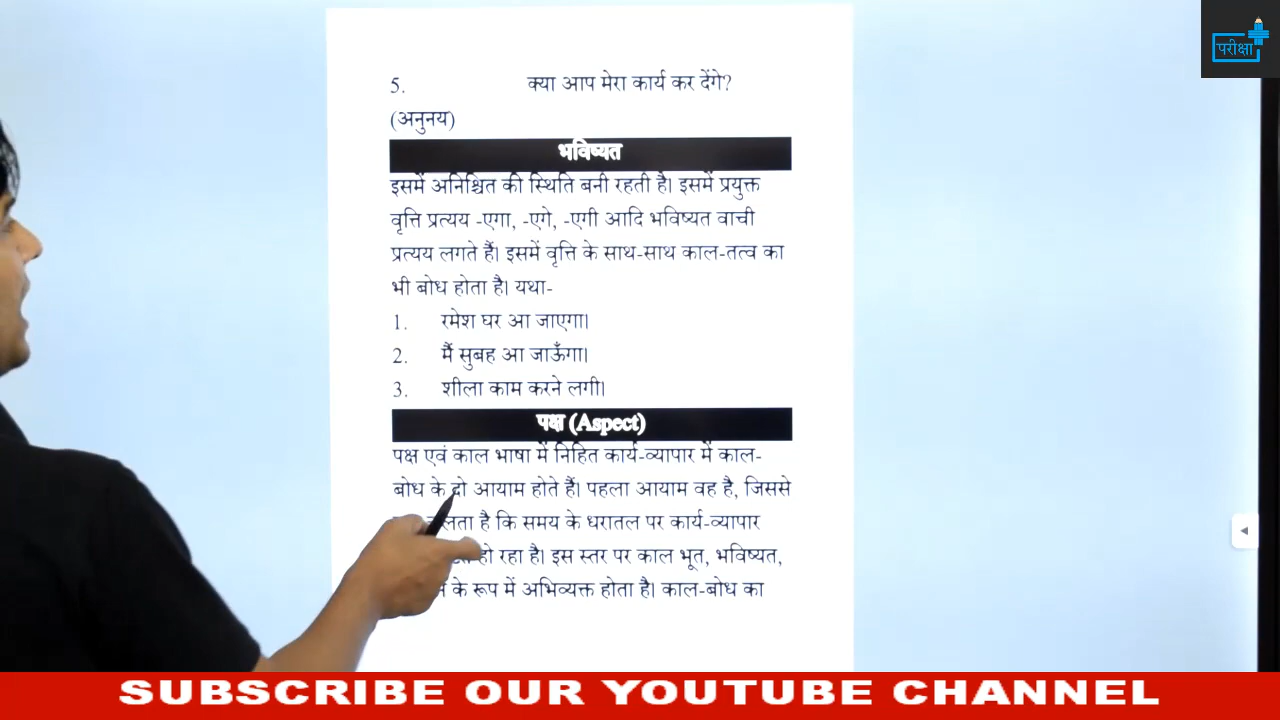 परीक्षा
5. क्या आप मेरा कार्य कर देंगे?
(अनुनय)
भविष्यत
इसमें अनिश्चित की स्थिति बनी रहती है। इसमें प्रयुक्त
वृत्ति प्रत्यय -एगा, -एगे, -एगी आदि भविष्यत वाची
प्रत्यय लगते हैं। इसमें वृत्ति के साथ-साथ काल-तत्व का
भी बोध होता है। यथा-
1. रमेश घर आ जाएगा।
2. मैं सुबह आ जाऊँगा।
3. शीला काम करने लगी।
पक्ष (Aspect)
पक्ष एवं काल भाषा में निहित कार्य-व्यापार में काल-
बोध के दो आयाम होते हैं। पहला आयाम वह है, जिससे
है कि समय के धरातल पर कार्य-व्यापार
हो रहा है। इस स्तर पर काल भूत, भविष्यत,
के रूप में अभिव्यक्त होता है। काल-बोध का
SUBSCRIBE OUR YOUTUBE CHANNEL